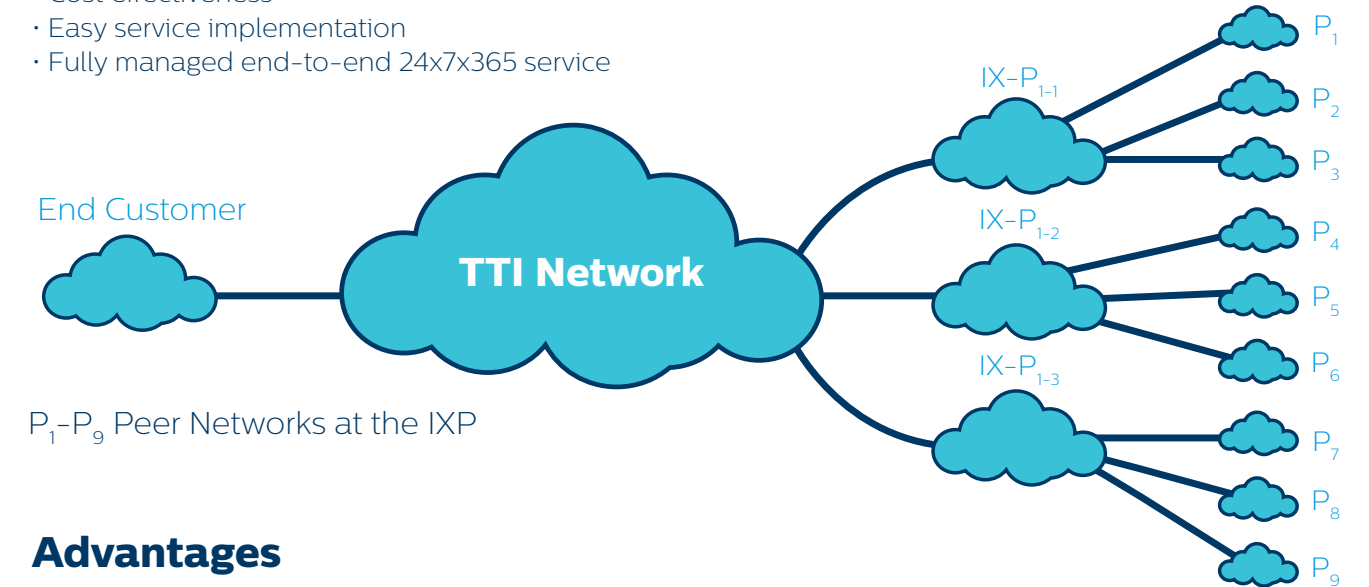 · Easy service implementation
· Fully managed end-to-end 24x7x365 service
End Customer
TTI Network
IX-P₁₋₁
IX-P₁₋₂
IX-P₁₋₃
P₁
P₂
P₃
P₄
P₅
P₆
P₇
P₈
P₉
P₁-P₉ Peer Networks at the IXP
Advantages